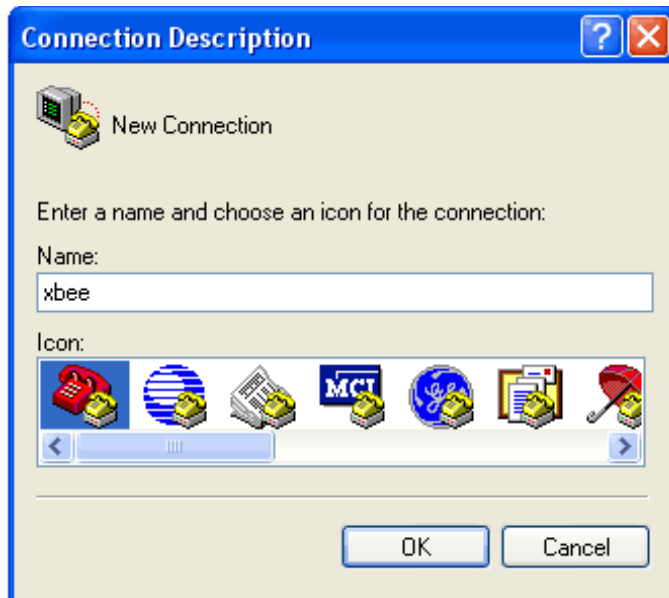 Connection Description
New Connection
Enter a name and choose an icon for the connection:
Name:
xbee
Icon:
MCI
OK
Cancel